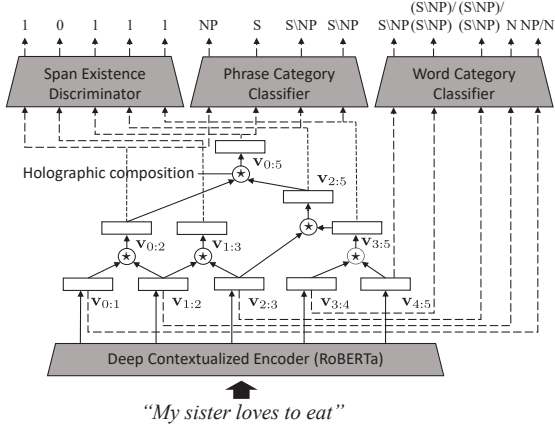 (S\NP)/ (S\NP)/
1 0 1 1 1 NP S S\NP S\NP S\NP (S\NP) (S\NP) N NP/N
Span Existence Discriminator
Phrase Category Classifier
Word Category Classifier
v0:5
Holographic composition
v2:5
v0:2
v1:3
v3:5
v0:1
v1:2
v2:3
v3:4
v4:5
Deep Contextualized Encoder (RoBERTa)
“My sister loves to eat”